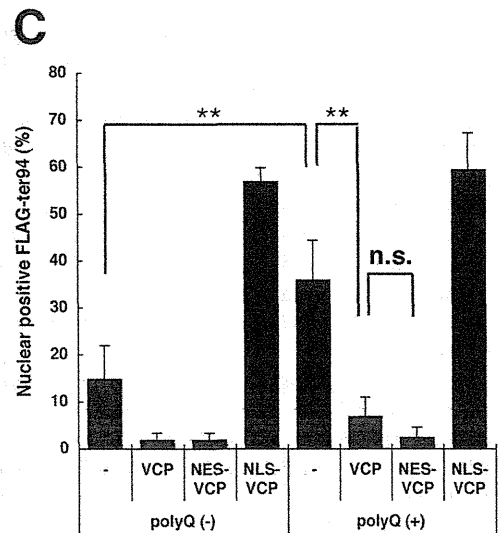 C
Nuclear positive FLAG-ter94 (%)
80
70
60
50
40
30
20
10
0
**
**
n.s.
- VCP NES-VCP NLS-VCP - VCP NES-VCP NLS-VCP
polyQ (-) polyQ (+)